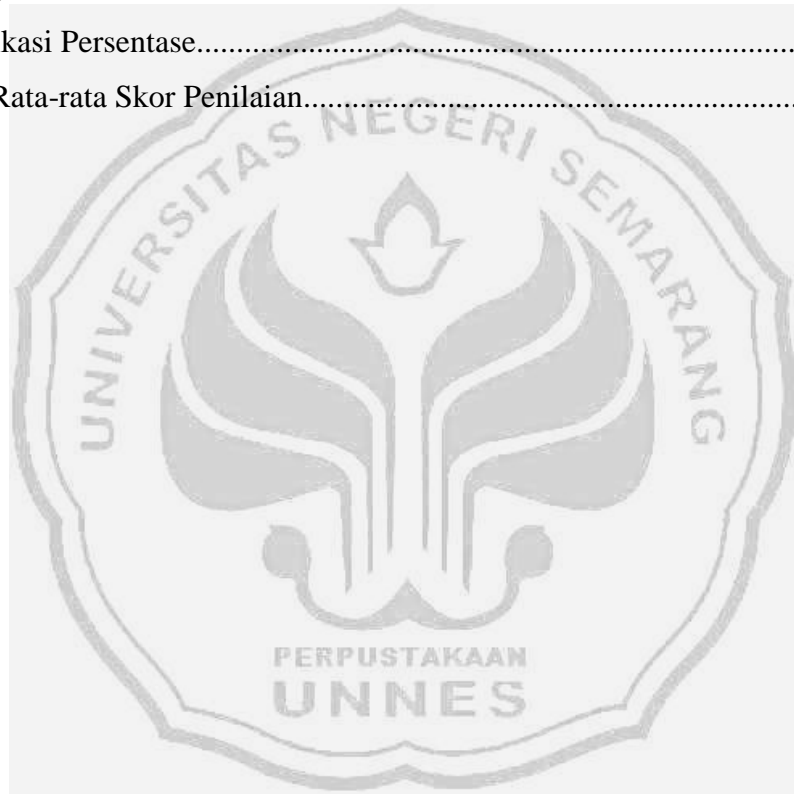 kasi Persentase..........................................................................
Rata-rata Skor Penilaian.............................................................
UNIVERSITAS NEGERI SEMARANG
PERPUSTAKAAN
UNNES